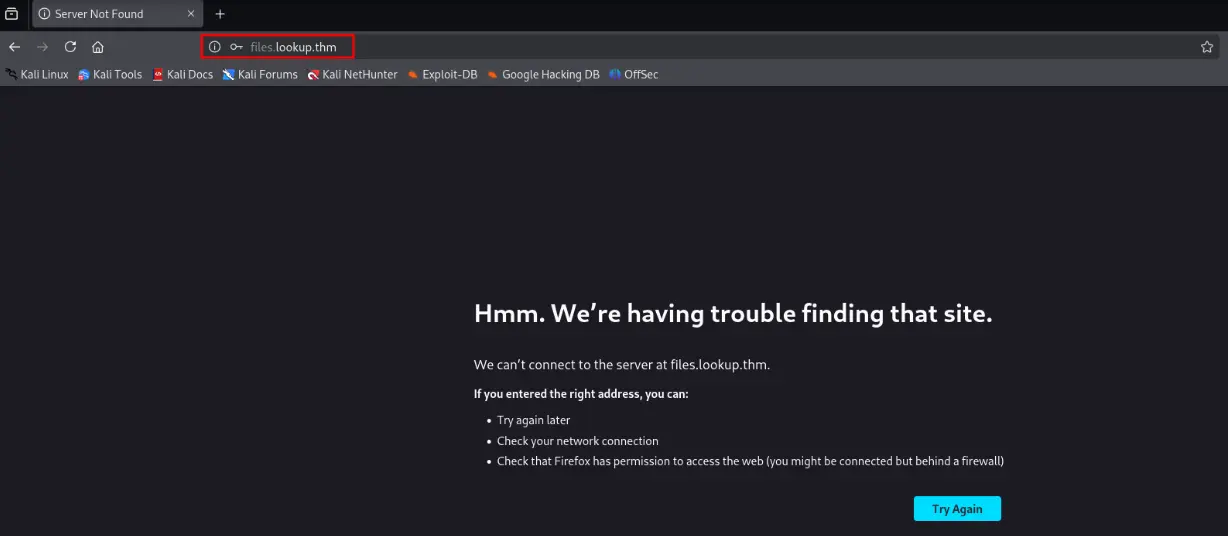 Server Not Found
files.lookup.thm
Kali Linux Kali Tools Kali Docs Kali Forums Kali NetHunter Exploit-DB Google Hacking DB OffSec
Hmm. We’re having trouble finding that site.
We can’t connect to the server at files.lookup.thm.
If you entered the right address, you can:
• Try again later
• Check your network connection
• Check that Firefox has permission to access the web (you might be connected but behind a firewall)
Try Again